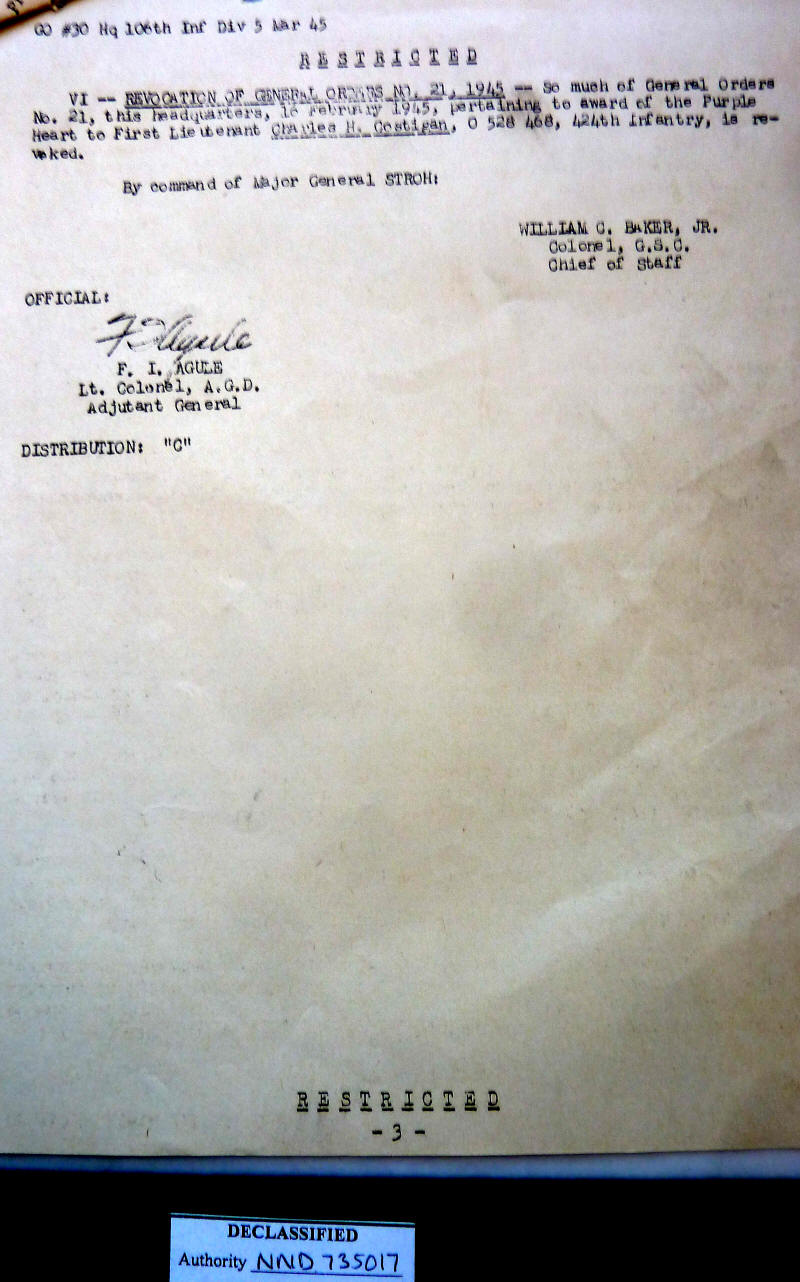 GO #30 Hq 106th Inf Div 5 Mar 45
R E S T R I C T E D
VI -- REVOCATION OF GENERAL ORDERS NO. 21, 1945 -- So much of General Orders
No. 21, this headquarters, 16 February 1945, pertaining to award of the Purple
Heart to First Lieutenant Charles H. Costigan, O 528 468, 424th Infantry, is re-
voked.
By command of Major General STROH:
WILLIAM C. BAKER, JR.
Colonel, G.S.C.
Chief of Staff
OFFICIAL:
F. I. Agule
F. I. AGULE
Lt. Colonel, A.G.D.
Adjutant General
DISTRIBUTION: "C"
R E S T R I C T E D
- 3 -
DECLASSIFIED
Authority NND 735017